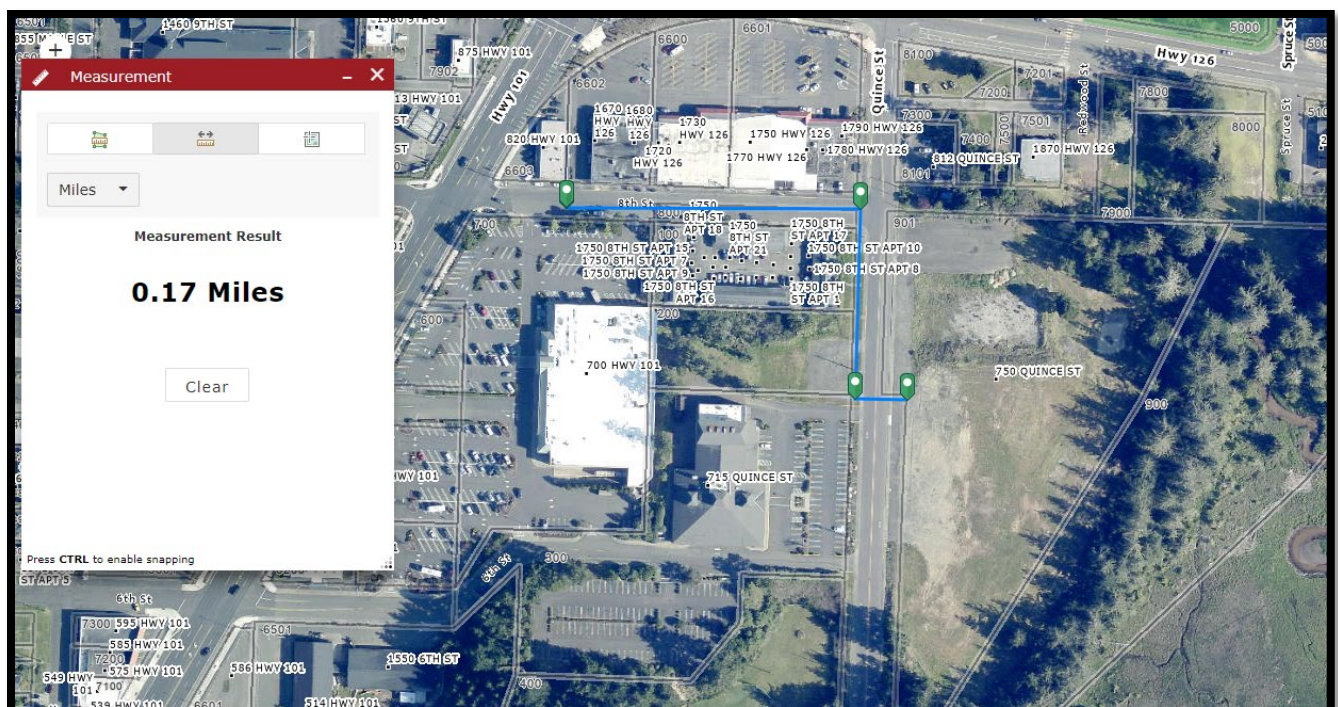 1460 9TH ST
6601
5000
Spruce St
+
6600
Hwy 126
875 HWY 101
Quince St
8100
Measurement
7902
Hwy 101
6602
7201
Redwood St
7200
7800
1670 HWY 126
1680 HWY 126
1730 HWY 126
1750 HWY 126
1790 HWY 126
7300
7400
7500
7501
8000
Spruce St
820 HWY 101
1720 HWY 126
1770 HWY 126
1780 HWY 126
812 QUINCE ST
1870 HWY 126
6603
8101
Miles
8th St
800
700
901
7900
Measurement Result
0.17 Miles
100
1750 8TH ST APT 18
1750 8TH ST APT 21
1750 8TH ST APT 17
1750 8TH ST APT 15
1750 8TH ST APT 10
1750 8TH ST APT 7
1750 8TH ST APT 9
1750 8TH ST APT 8
1750 8TH ST APT 16
1750 8TH ST APT 1
200
600
Clear
700 HWY 101
750 QUINCE ST
900
HWY 101
715 QUINCE ST
Press CTRL to enable snapping
ST APT 5
6th St
300
6th St
7300
595 HWY 101
6501
585 HWY 101
7200
575 HWY 101
586 HWY 101
1550 6TH ST
549 HWY 101
7100
400
539 HWY 101
6601
514 HWY 101